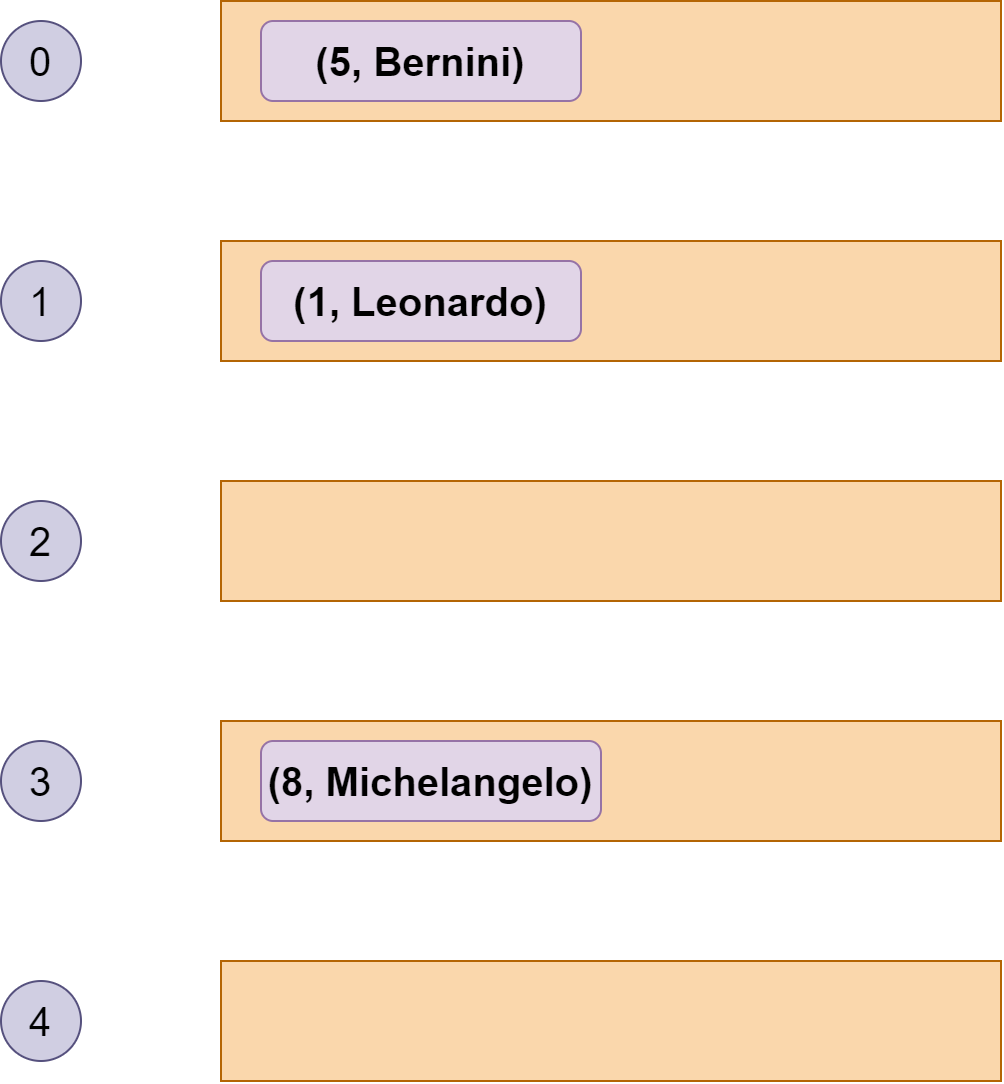 0
(5, Bernini)
1
(1, Leonardo)
2
3
(8, Michelangelo)
4